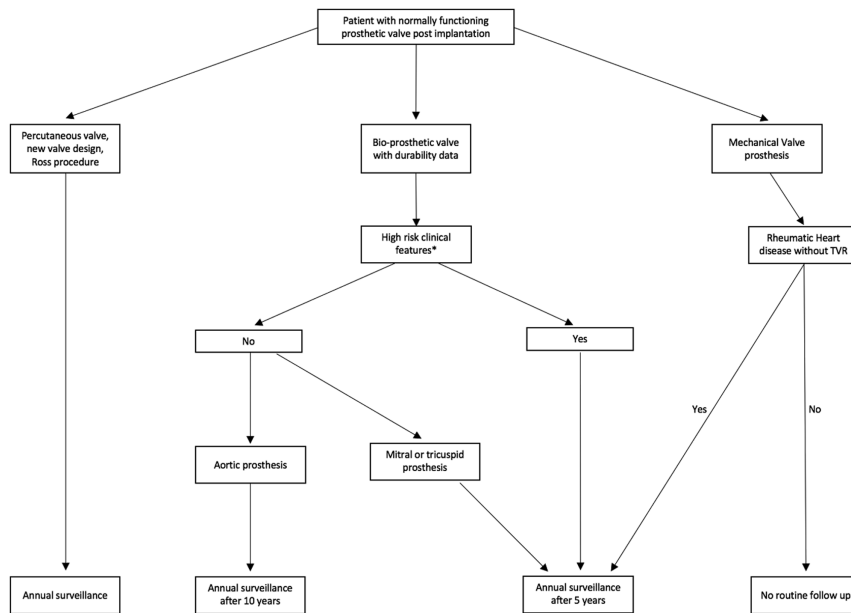 Patient with normally functioning
prosthetic valve post implantation
Percutaneous valve,
new valve design,
Ross procedure
Bio-prosthetic valve
with durability data
Mechanical Valve
prosthesis
High risk clinical
features*
Rheumatic Heart
disease without TVR
No
Yes
Yes
No
Aortic prosthesis
Mitral or tricuspid
prosthesis
Annual surveillance
Annual surveillance
after 10 years
Annual surveillance
after 5 years
No routine follow up